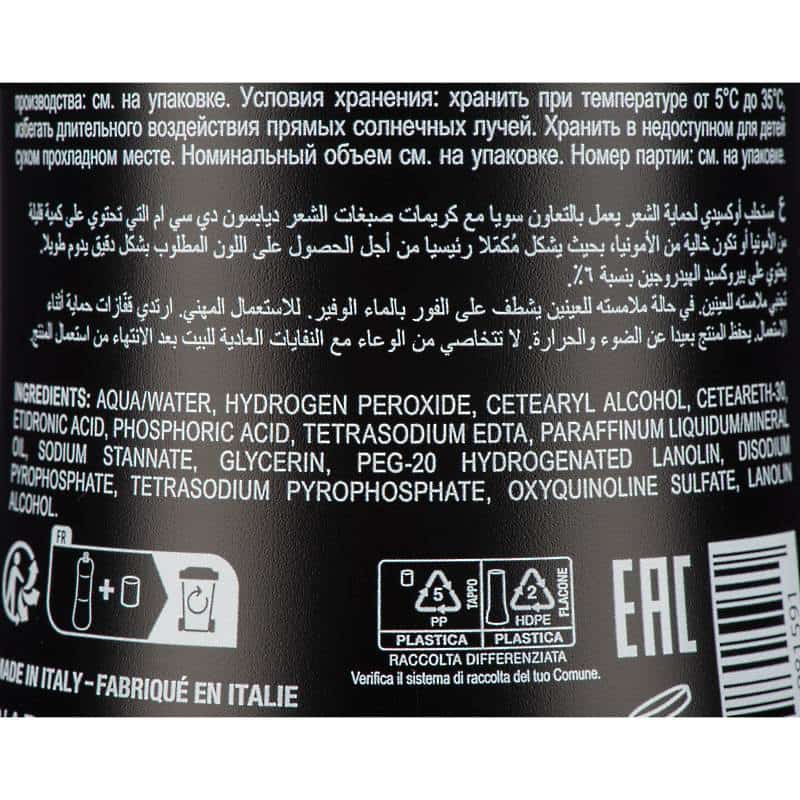 производства: см. на упаковке. Условия хранения: хранить при температуре от 5°C до 35°C,
избегать длительного воздействия прямых солнечных лучей. Хранить в недоступном для детей
сухом прохладном месте. Номинальный объем см. на упаковке. Номер партии: см. на упаковке.
ع مستحلب أوكسيدي لحماية الشعر يعمل بالتعاون سويا مع كريمات صبغات الشعر ديابسون دي سي ام التي تحتوي على كمية قليلة
من الأمونيا أو تكون خالية من الأمونياء بحيث يشكل مُكمّلا رئيسيا من أجل الحصول على اللون المطلوب بشكل دقيق يدوم طويلا.
يحتوي على بيروكسيد الهيدروجين بنسبة ٦٪.
تجنبي ملامسته للعينين. في حالة ملامسته للعينين يشطف على الفور بالماء الوفير. للاستعمال المهني. ارتدي قفّازات حماية أثناء
الاستعمال. يحفظ المنتج بعيدا عن الضوء والحرارة. لا تتخاصي من الوعاء مع النفايات العادية للبيت بعد الانتهاء من استعمال المنتج.
INGREDIENTS: AQUA/WATER, HYDROGEN PEROXIDE, CETEARYL ALCOHOL, CETEARETH-30,
ETIDRONIC ACID, PHOSPHORIC ACID, TETRASODIUM EDTA, PARAFFINUM LIQUIDUM/MINERAL
OIL, SODIUM STANNATE, GLYCERIN, PEG-20 HYDROGENATED LANOLIN, DISODIUM
PYROPHOSPHATE, TETRASODIUM PYROPHOSPHATE, OXYQUINOLINE SULFATE, LANOLIN
ALCOHOL.
FR
+
5
PP
TAPPO
2
HDPE
FLACONE
PLASTICA PLASTICA
RACCOLTA DIFFERENZIATA
Verifica il sistema di raccolta del tuo Comune.
EAC
MADE IN ITALY – FABRIQUÉ EN ITALIE